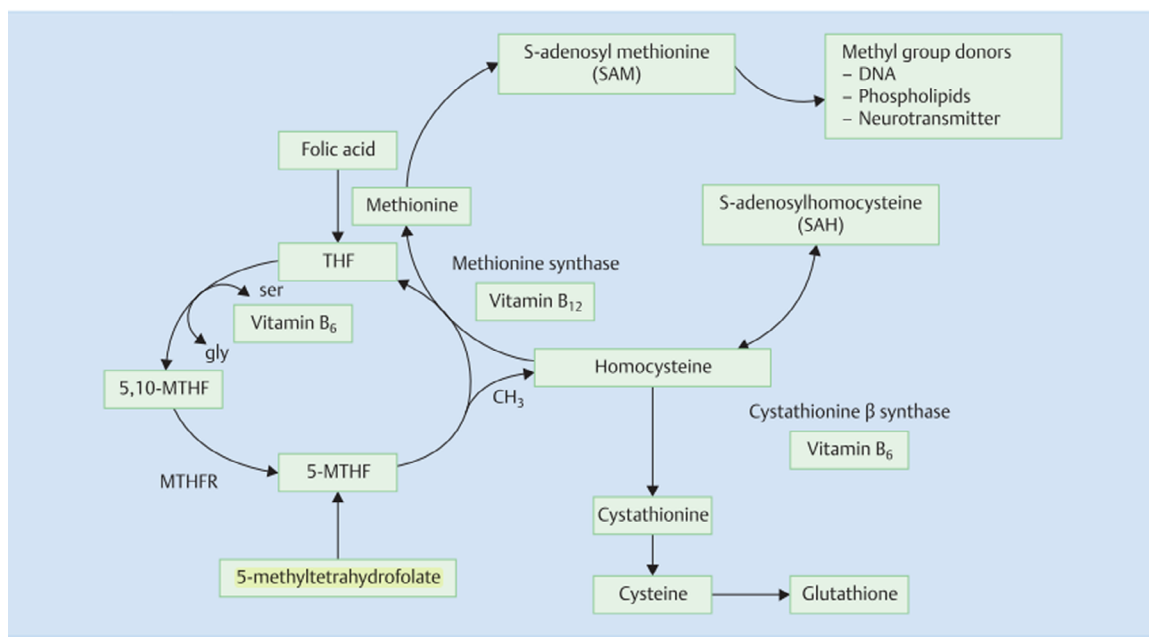 S-adenosyl methionine
(SAM)
Methyl group donors
– DNA
– Phospholipids
– Neurotransmitter
Folic acid
Methionine
S-adenosylhomocysteine
(SAH)
THF
Methionine synthase
ser
Vitamin B₁₂
Vitamin B₆
gly
Homocysteine
5,10-MTHF
CH₃
Cystathionine β synthase
Vitamin B₆
5-MTHF
MTHFR
Cystathionine
5-methyltetrahydrofolate
Cysteine
Glutathione